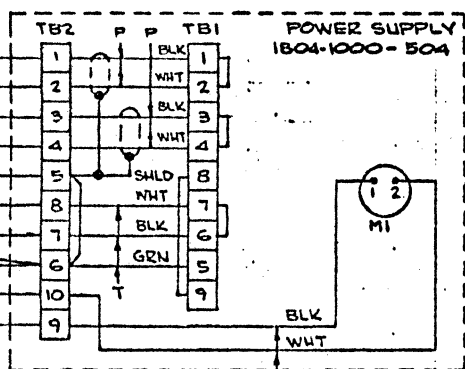 TB2 P P TB1 POWER SUPPLY
1804-1000-504
1 BLK 1
2 WHT 2
3 BLK 3
4 WHT 4
5 SHLD 8
8 WHT 7
7 BLK 6
6 GRN 5
10 T 9
9 BLK
WHT
1 2
M1